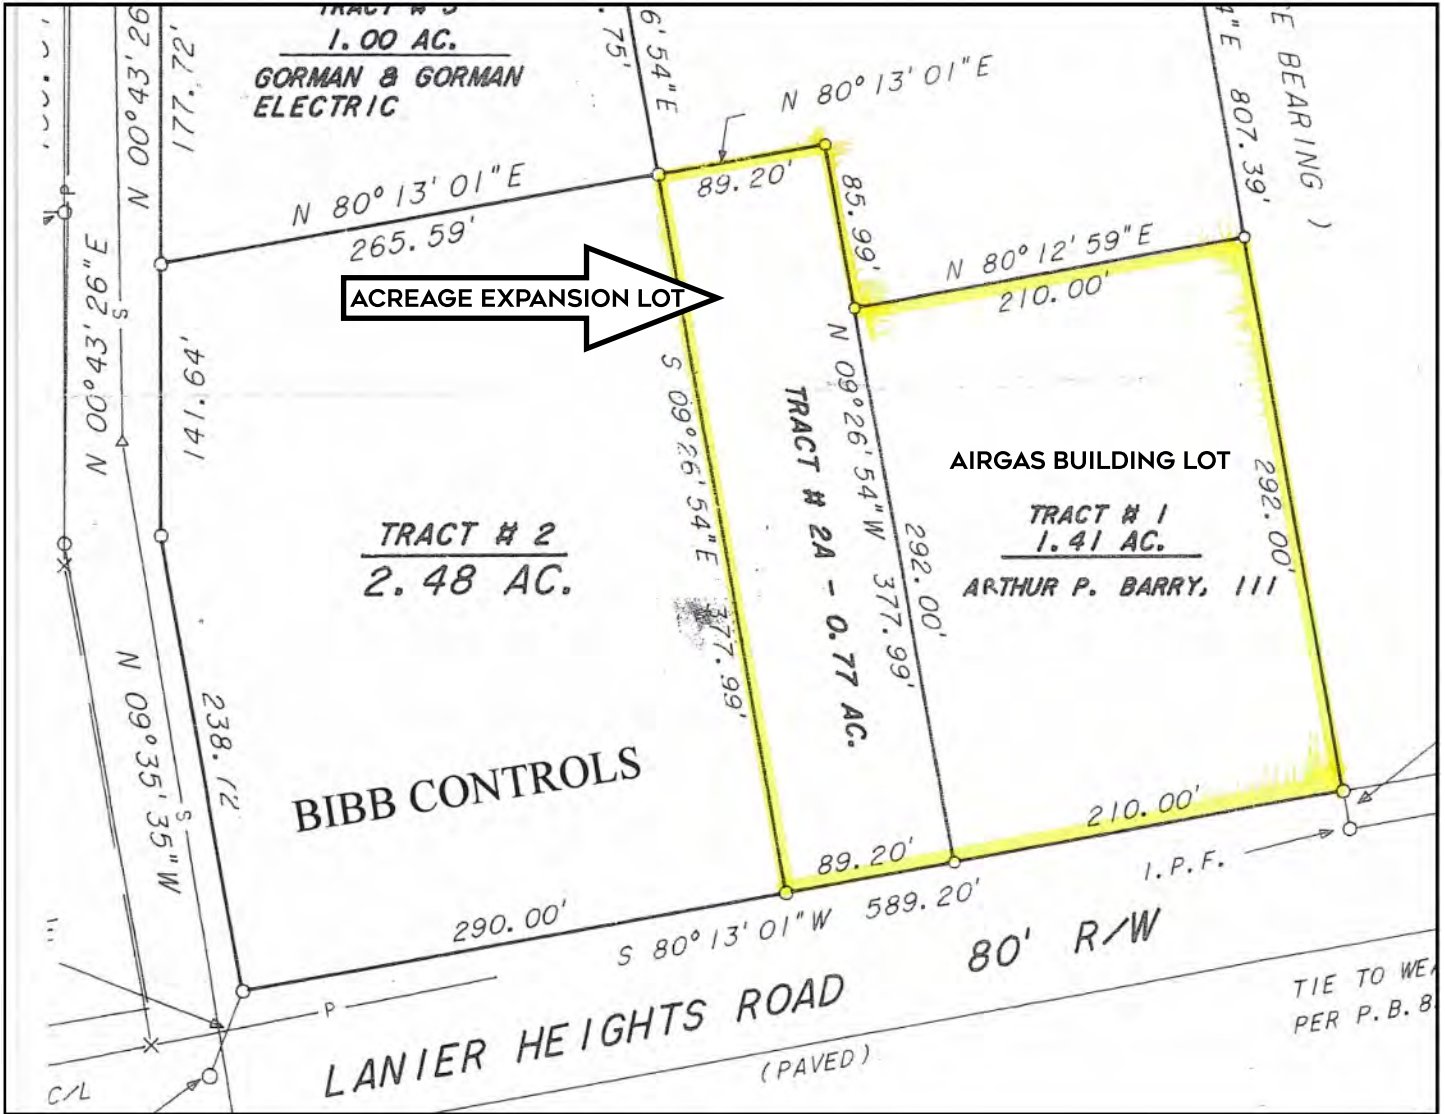 TRACT # 3
1.00 AC.
GORMAN & GORMAN
ELECTRIC
N 00°43'26
177.72'
75'
6'54"E
N 80°13'01"E
89.20'
4"E 807.39'
E BEARING )
N 80°13'01"E
265.59'
85.99'
N 80°12'59"E
210.00'
ACREAGE EXPANSION LOT
N 00°43'26"E
P
S
141.64'
S 09°26'54"E 377.99'
TRACT # 2A - 0.77 AC.
N 09°26'54"W 377.99'
292.00'
AIRGAS BUILDING LOT
TRACT # 1
1.41 AC.
ARTHUR P. BARRY, III
292.00'
TRACT # 2
2.48 AC.
N 09°35'35"W
S
238.12'
BIBB CONTROLS
89.20'
210.00'
I.P.F.
290.00'
S 80°13'01"W 589.20'
80' R/W
P
LANIER HEIGHTS ROAD
(PAVED)
TIE TO WE
PER P.B. 8
C/L